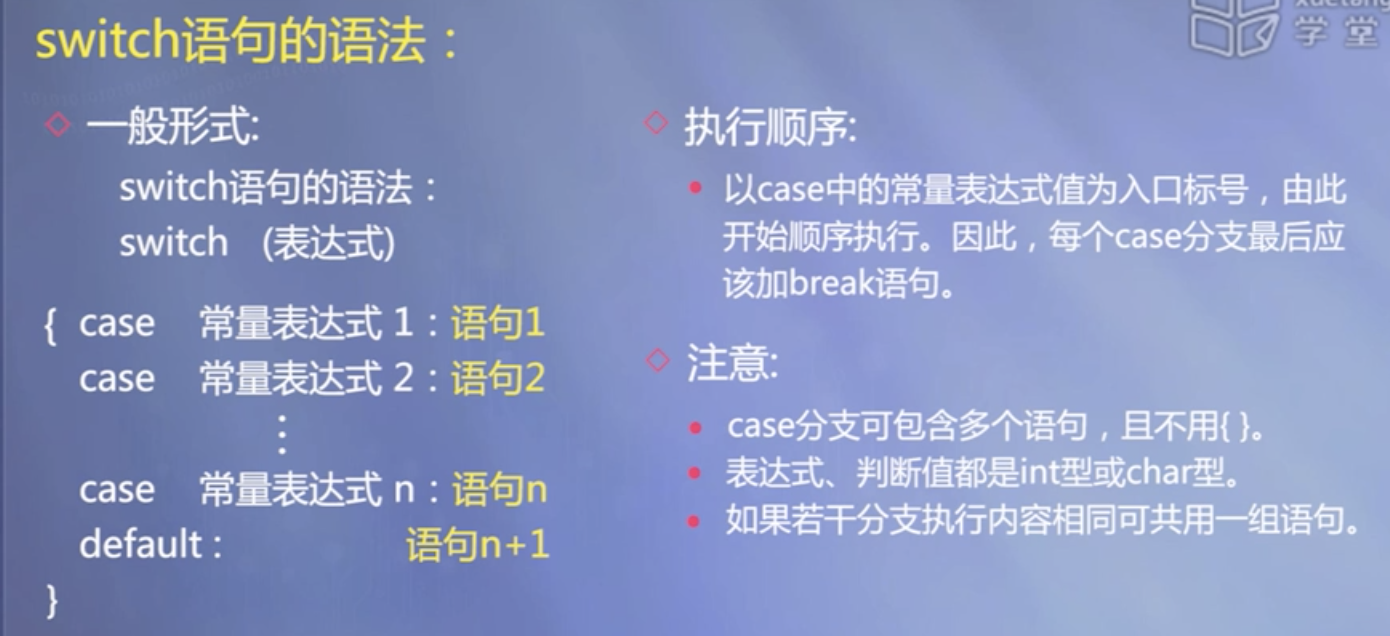 switch语句的语法：
学堂
一般形式:
switch语句的语法：
switch (表达式)
{ case 常量表达式 1：语句1
case 常量表达式 2：语句2
⋮
case 常量表达式 n：语句n
default : 语句n+1
}
执行顺序:
以case中的常量表达式值为入口标号，由此
开始顺序执行。因此，每个case分支最后应
该加break语句。
注意:
case分支可包含多个语句，且不用{ }。
表达式、判断值都是int型或char型。
如果若干分支执行内容相同可共用一组语句。